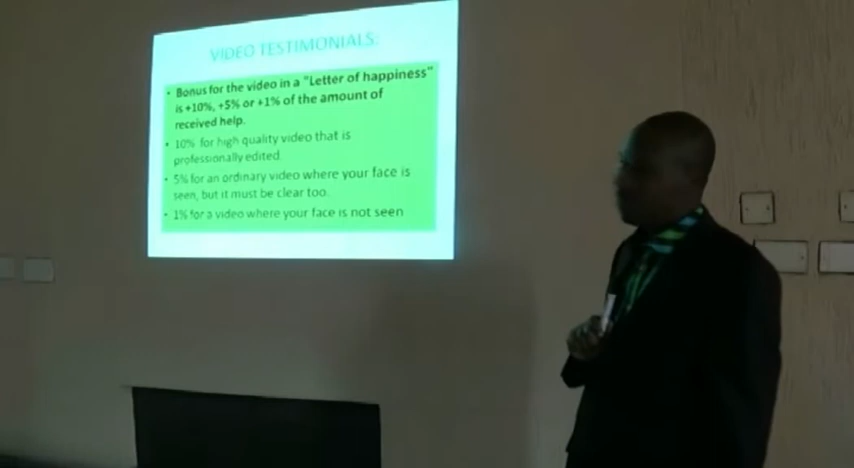 VIDEO TESTIMONIALS:
• Bonus for the video in a "Letter of happiness"
is +10%, +5% or +1% of the amount of
received help.
• 10% for high quality video that is
professionally edited.
• 5% for an ordinary video where your face is
seen, but it must be clear too.
• 1% for a video where your face is not seen